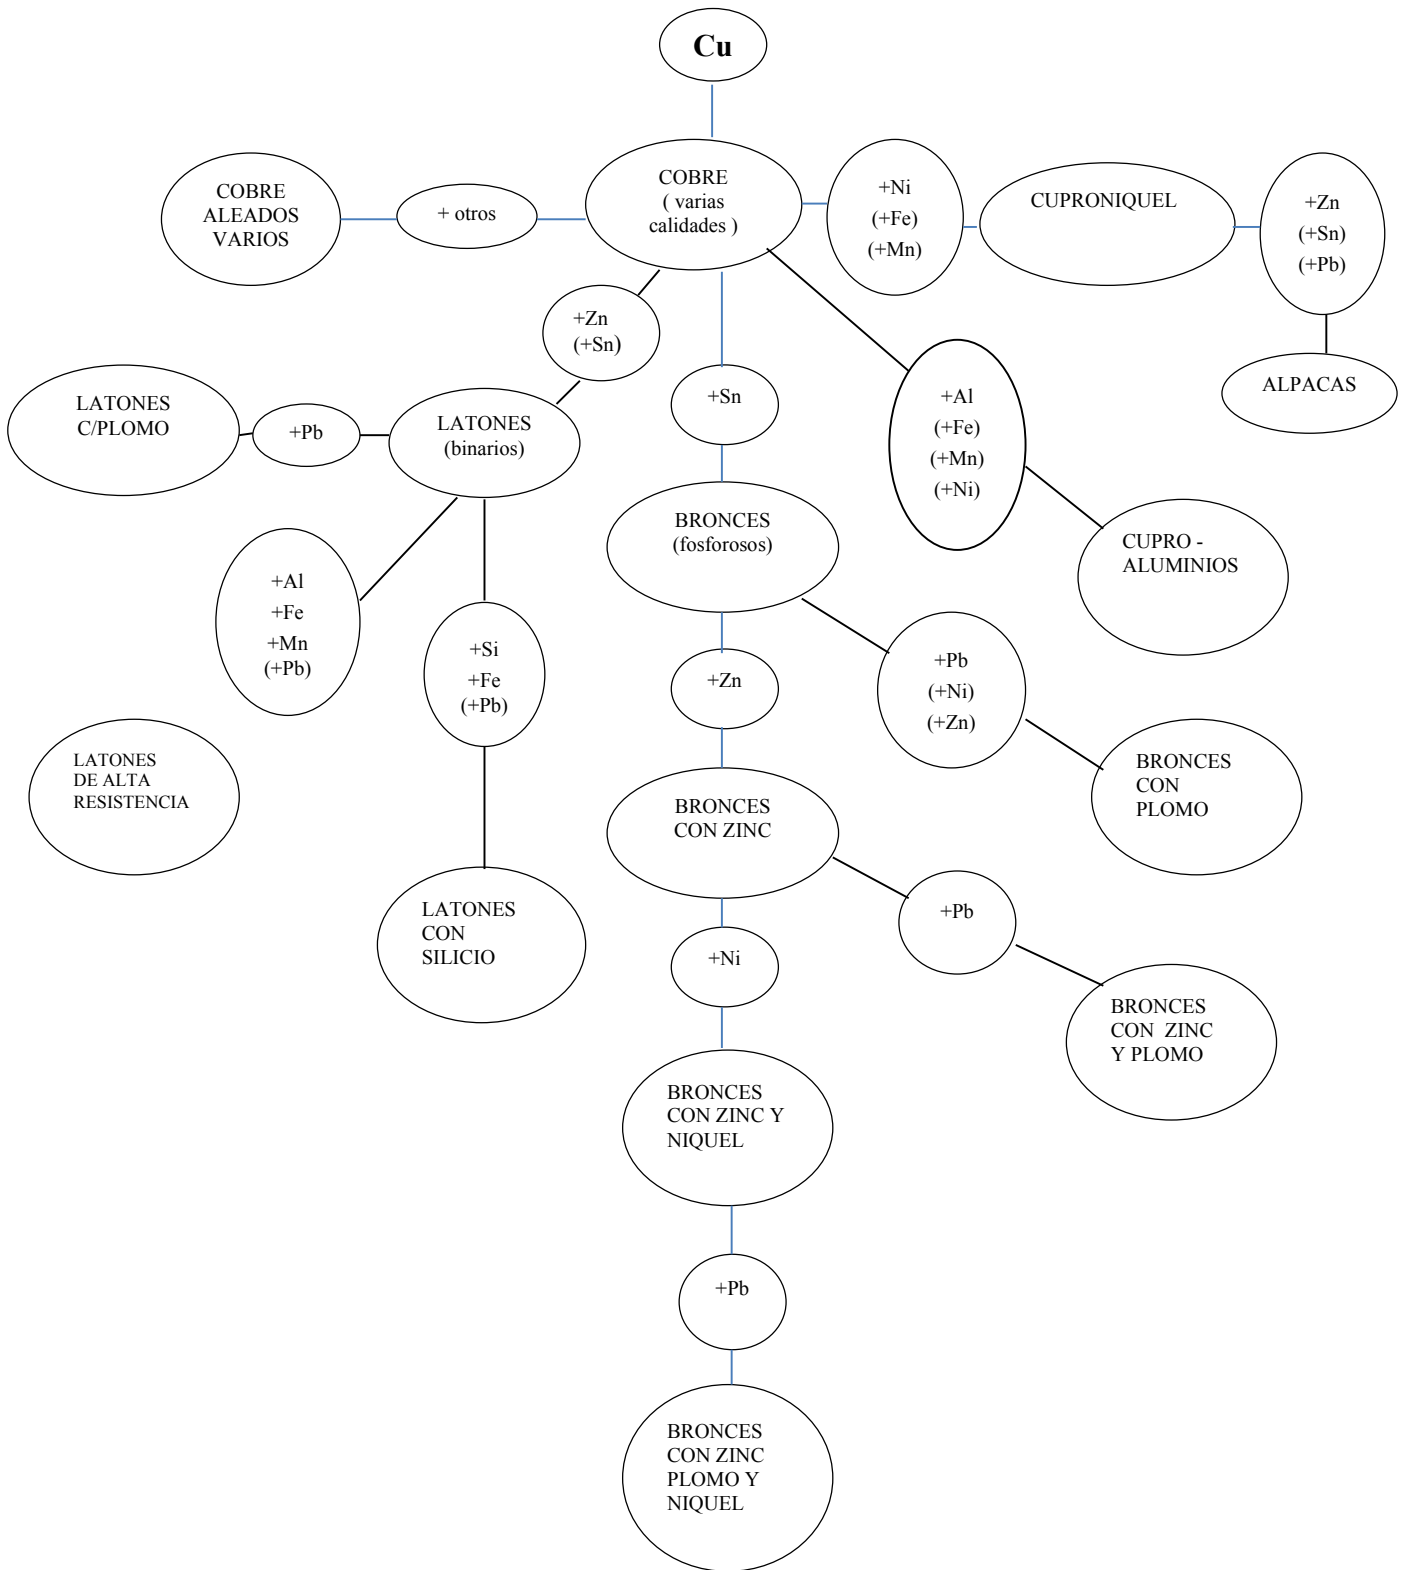 Cu
COBRE
( varias
calidades )
COBRE
ALEADOS
VARIOS
+ otros
+Ni
(+Fe)
(+Mn)
CUPRONIQUEL
+Zn
(+Sn)
(+Pb)
ALPACAS
+Zn
(+Sn)
LATONES
C/PLOMO
+Pb
LATONES
(binarios)
+Sn
+Al
(+Fe)
(+Mn)
(+Ni)
CUPRO -
ALUMINIOS
BRONCES
(fosforosos)
+Al
+Fe
+Mn
(+Pb)
+Si
+Fe
(+Pb)
+Zn
+Pb
(+Ni)
(+Zn)
LATONES
DE ALTA
RESISTENCIA
BRONCES
CON ZINC
BRONCES
CON
PLOMO
LATONES
CON
SILICIO
+Pb
+Ni
BRONCES
CON  ZINC
Y PLOMO
BRONCES
CON ZINC Y
NIQUEL
+Pb
BRONCES
CON ZINC
PLOMO Y
NIQUEL